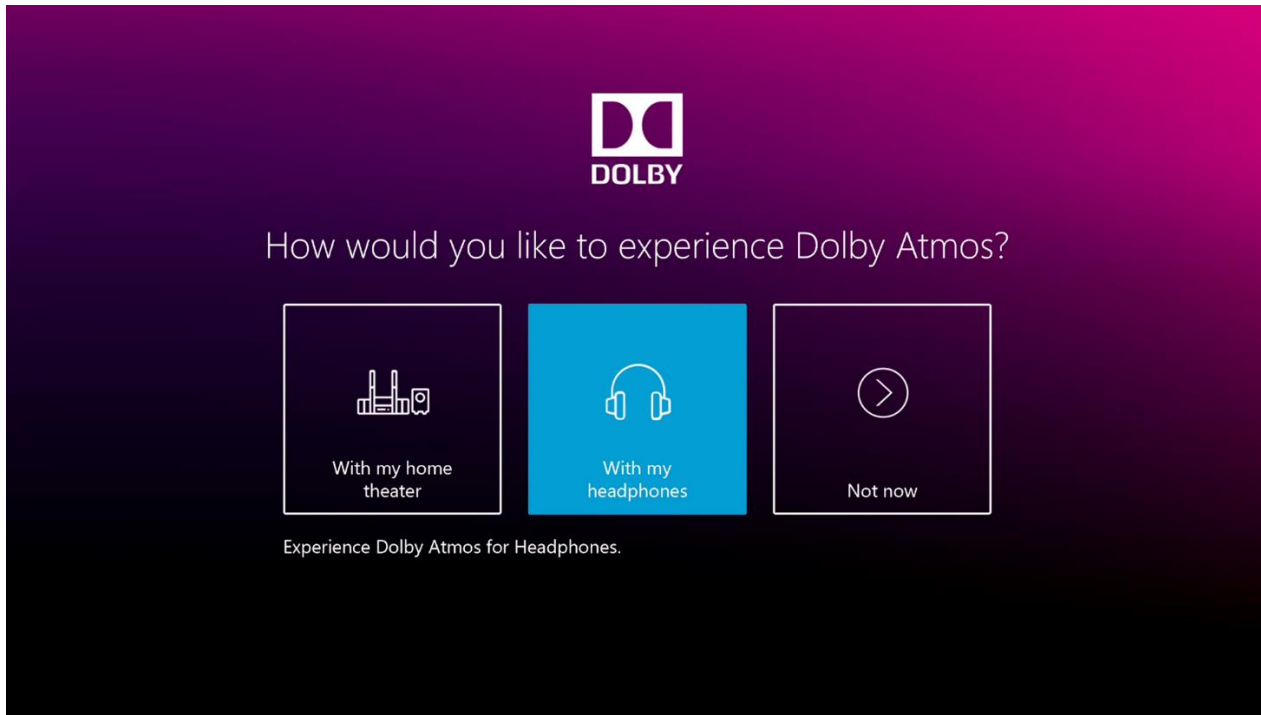 DOLBY
How would you like to experience Dolby Atmos?
With my home
theater
With my
headphones
Not now
Experience Dolby Atmos for Headphones.